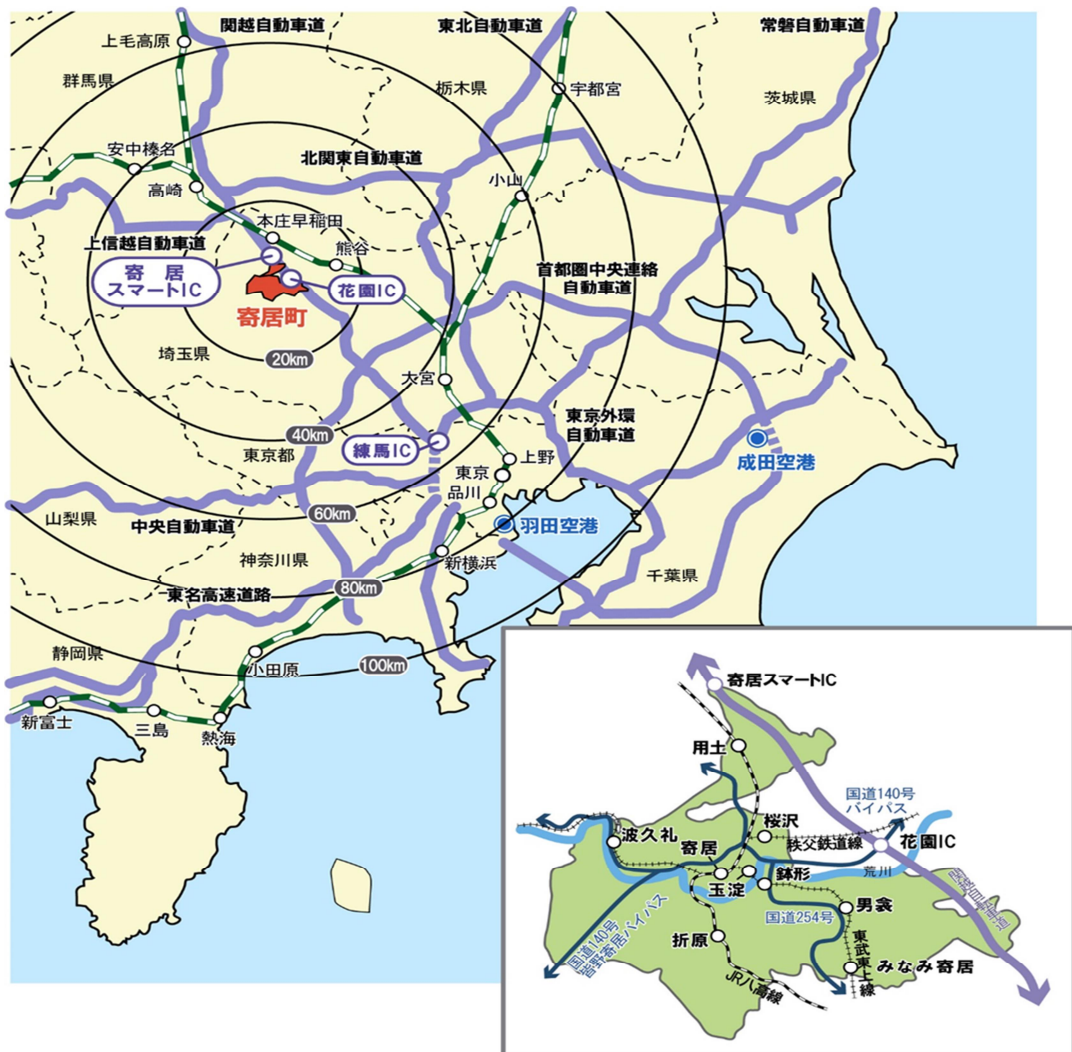 関越自動車道
東北自動車道
常磐自動車道
上毛高原
群馬県
栃木県
宇都宮
茨城県
安中榛名
北関東自動車道
高崎
小山
本庄早稲田
上信越自動車道
熊谷
寄居
スマートIC
花園IC
首都圏中央連絡
自動車道
寄居町
埼玉県
20km
大宮
東京外環
自動車道
40km
練馬IC
東京都
上野
成田空港
東京
品川
60km
山梨県
中央自動車道
羽田空港
神奈川県
新横浜
千葉県
80km
東名高速道路
静岡県
小田原
100km
新富士
三島
熱海
寄居スマートIC
用土
国道140号
バイパス
桜沢
波久礼
秩父鉄道線
花園IC
寄居
荒川
玉淀
鉢形
関越自動車道
国道254号
男衾
折原
国道140号
皆野寄居バイパス
東武東上線
みなみ寄居
JR八高線